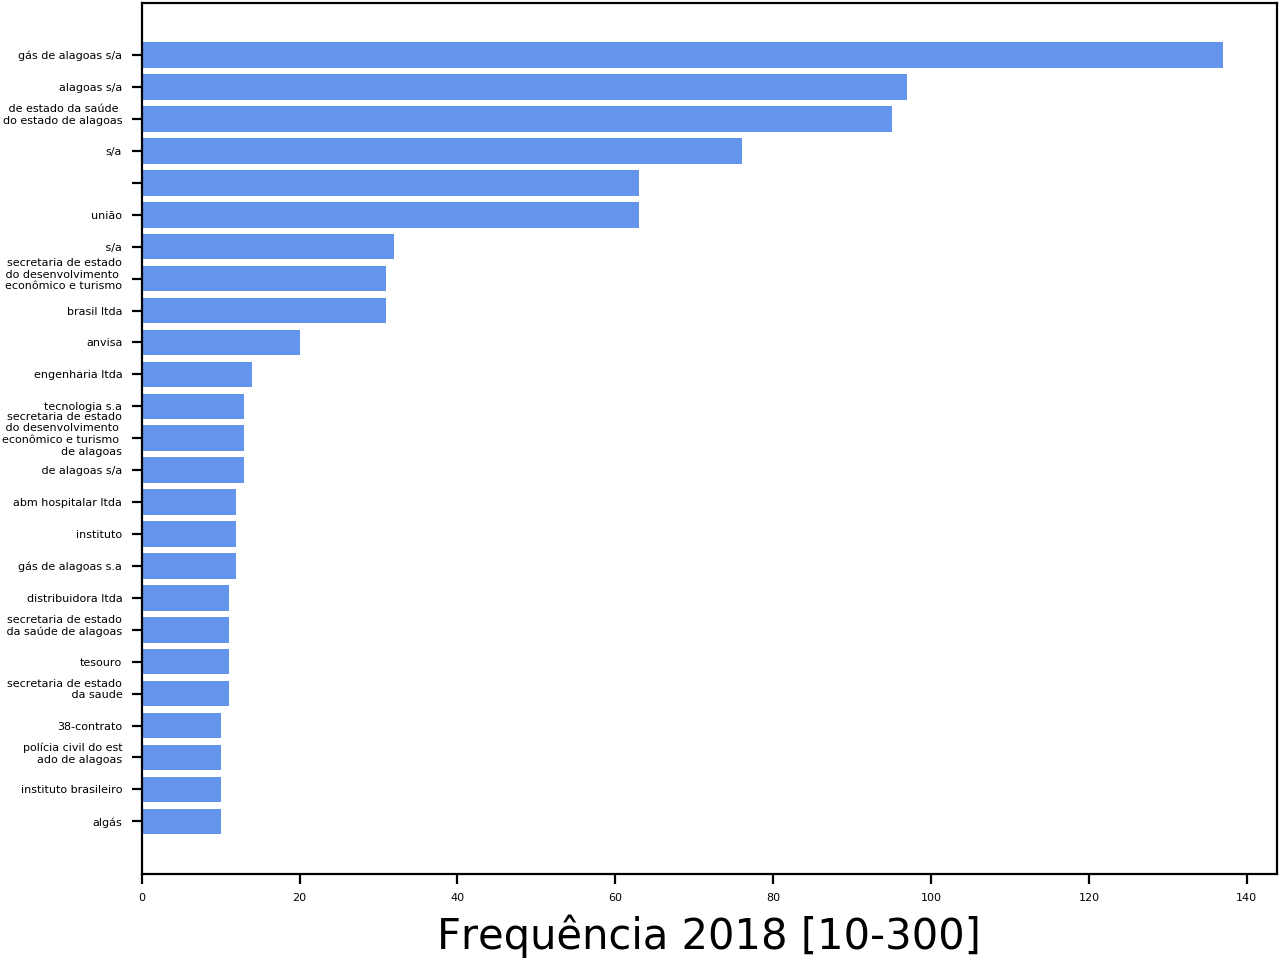 gás de alagoas s/a
alagoas s/a
de estado da saúde
do estado de alagoas
s/a
união
s/a
secretaria de estado
do desenvolvimento
econômico e turismo
brasil ltda
anvisa
engenharia ltda
tecnologia s.a
secretaria de estado
do desenvolvimento
econômico e turismo
de alagoas
de alagoas s/a
abm hospitalar ltda
instituto
gás de alagoas s.a
distribuidora ltda
secretaria de estado
da saúde de alagoas
tesouro
secretaria de estado
da saude
38-contrato
polícia civil do est
ado de alagoas
instituto brasileiro
algás
0 20 40 60 80 100 120 140
Frequência 2018 [10-300]